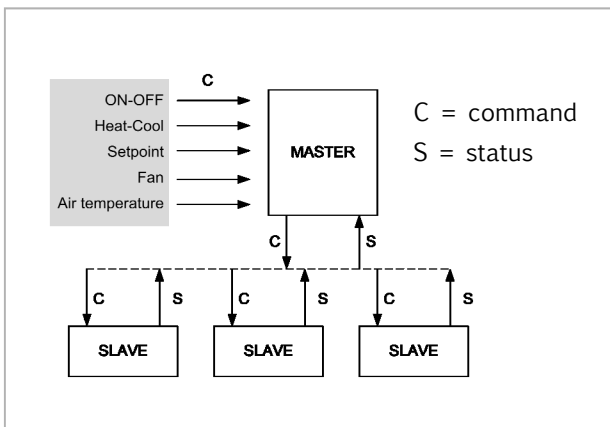 C
ON-OFF
Heat-Cool
Setpoint
Fan
Air temperature
MASTER
C = command
S = status
C S
C S C S C S
SLAVE SLAVE SLAVE